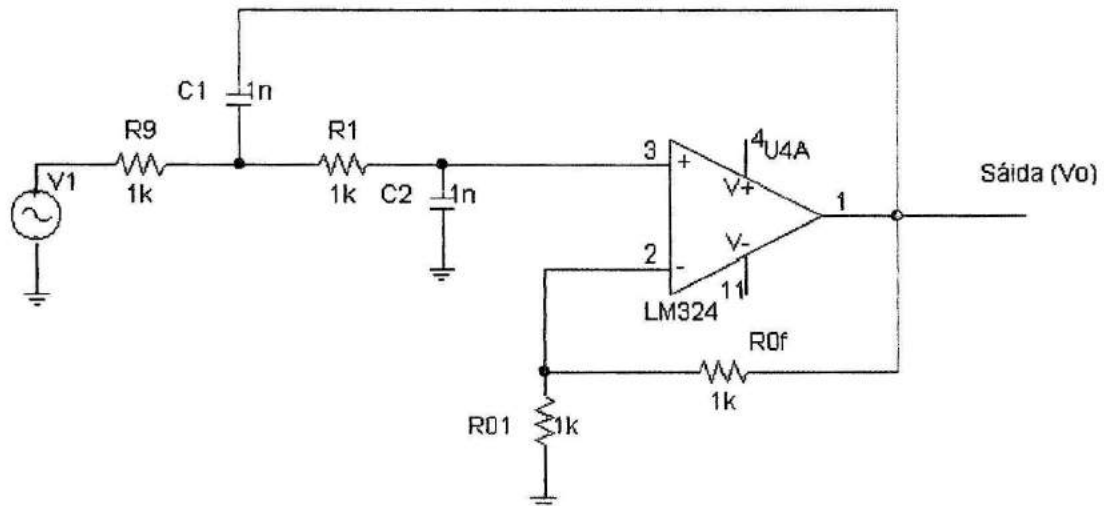 C1
1n
R9
1k
V1
R1
1k
C2
1n
3
+
4
U4A
V+
Sáida (Vo)
1
2
-
V-
11
LM324
R0f
1k
R01
1k